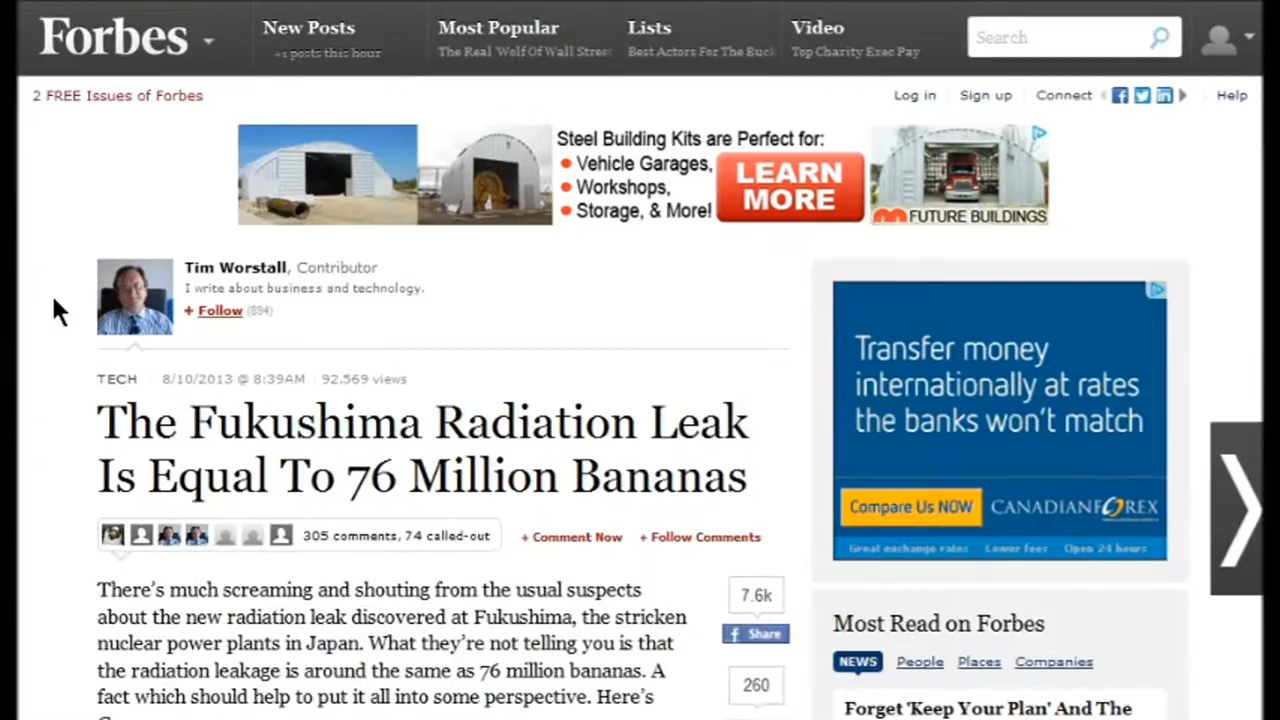 Forbes
New Posts
+1 posts this hour
Most Popular
The Real 'Wolf Of Wall Street
Lists
Best Actors For The Buck
Video
Top Charity Exec Pay
Search
2 FREE Issues of Forbes
Log in
Sign up
Connect
Help
Steel Building Kits are Perfect for:
• Vehicle Garages,
• Workshops,
• Storage, & More!
LEARN
MORE
FUTURE BUILDINGS
Tim Worstall, Contributor
I write about business and technology.
+ Follow (894)
TECH 8/10/2013 @ 8:39AM 92,569 views
The Fukushima Radiation Leak
Is Equal To 76 Million Bananas
305 comments, 74 called-out
+ Comment Now
+ Follow Comments
There's much screaming and shouting from the usual suspects
about the new radiation leak discovered at Fukushima, the stricken
nuclear power plants in Japan. What they're not telling you is that
the radiation leakage is around the same as 76 million bananas. A
fact which should help to put it all into some perspective. Here's
7.6k
f Share
260
Transfer money
internationally at rates
the banks won't match
Compare Us NOW
CANADIANFOREX
Great exchange rates Lower fees Open 24 hours
Most Read on Forbes
NEWS People Places Companies
Forget 'Keep Your Plan' And The